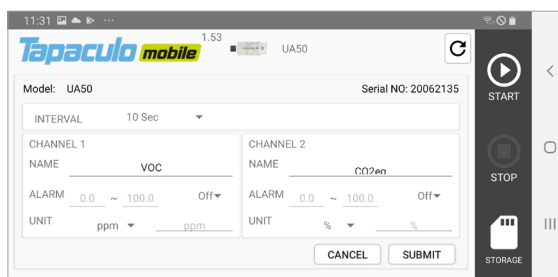 11:31
Tapaculo mobile 1.53 UA50
Model: UA50 Serial NO: 20062135
INTERVAL 10 Sec
CHANNEL 1
NAME VOC
ALARM 0.0 ~ 100.0 Off
UNIT ppm ppm
CHANNEL 2
NAME CO2eq
ALARM 0.0 ~ 100.0 Off
UNIT % %
CANCEL SUBMIT
START
STOP
STORAGE